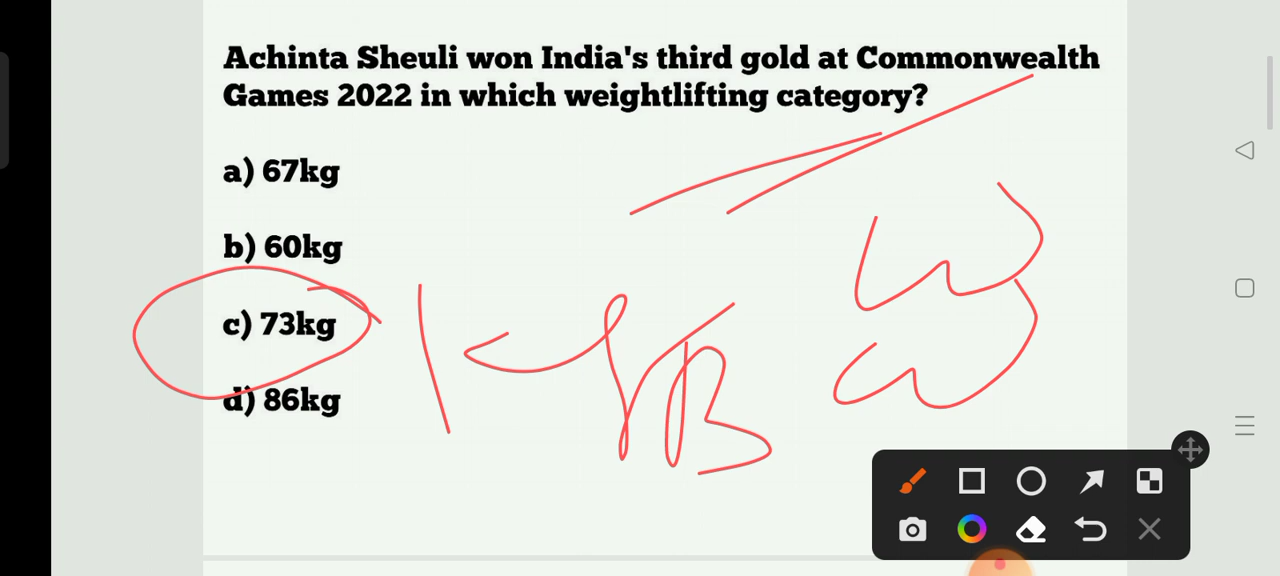 Achinta Sheuli won India's third gold at Commonwealth
Games 2022 in which weightlifting category?
a) 67kg
b) 60kg
c) 73kg
d) 86kg